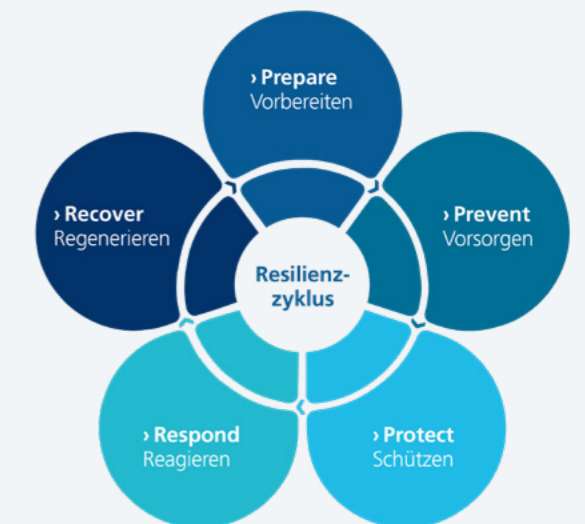 › Prepare
Vorbereiten
› Prevent
Vorsorgen
› Protect
Schützen
› Respond
Reagieren
› Recover
Regenerieren
Resilienz-
zyklus